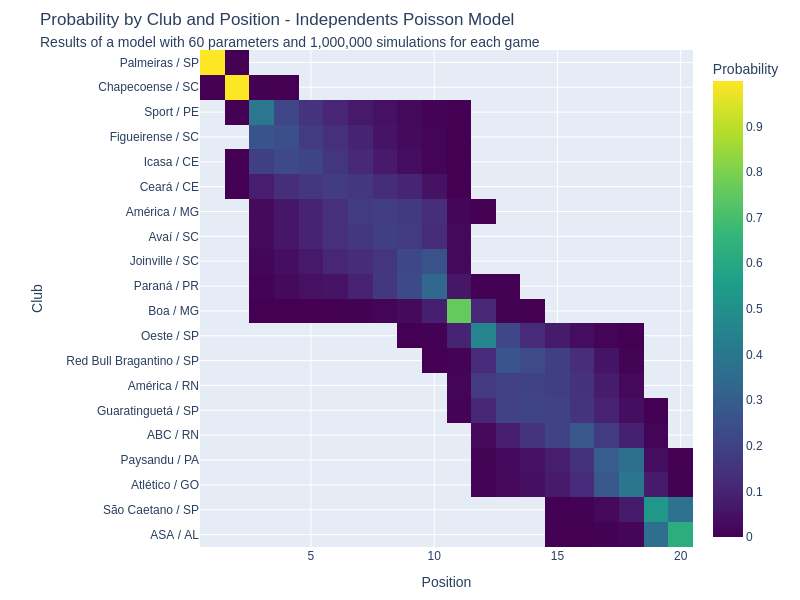 Probability by Club and Position - Independents Poisson Model
Results of a model with 60 parameters and 1,000,000 simulations for each game
Probability
Palmeiras / SP
Chapecoense / SC
Sport / PE
Figueirense / SC
Icasa / CE
Ceará / CE
América / MG
Avaí / SC
Joinville / SC
Paraná / PR
Boa / MG
Oeste / SP
Red Bull Bragantino / SP
América / RN
Guaratinguetá / SP
ABC / RN
Paysandu / PA
Atlético / GO
São Caetano / SP
ASA / AL
Club
5
10
15
20
Position
0.9
0.8
0.7
0.6
0.5
0.4
0.3
0.2
0.1
0